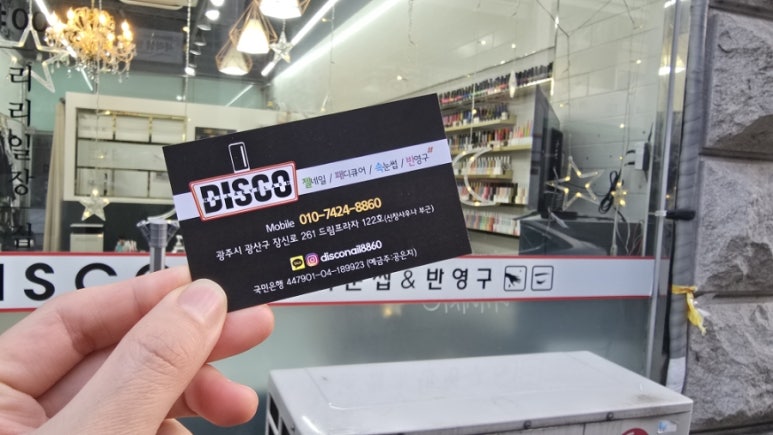 DISCO
젤네일 / 페디큐어 / 속눈썹 / 반영구
Mobile 010-7424-8860
광주시 광산구 장신로 261 드림프라자 122호(신창사우나 부근)
disconail8860
국민은행 447901-04-189923 (예금주:공은지)
ISCO
눈썹&반영구